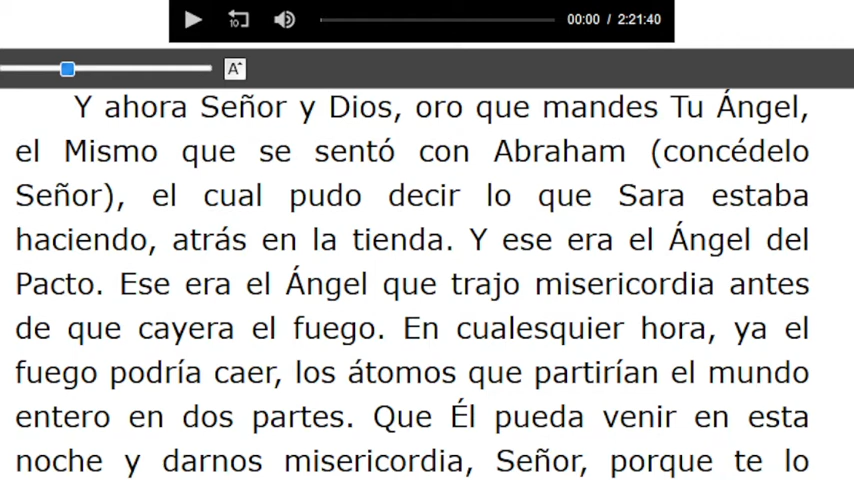 10
00:00 / 2:21:40
A
Y ahora Señor y Dios, oro que mandes Tu Ángel,
el Mismo que se sentó con Abraham (concédelo
Señor), el cual pudo decir lo que Sara estaba
haciendo, atrás en la tienda. Y ese era el Ángel del
Pacto. Ese era el Ángel que trajo misericordia antes
de que cayera el fuego. En cualesquier hora, ya el
fuego podría caer, los átomos que partirían el mundo
entero en dos partes. Que Él pueda venir en esta
noche y darnos misericordia, Señor, porque te lo